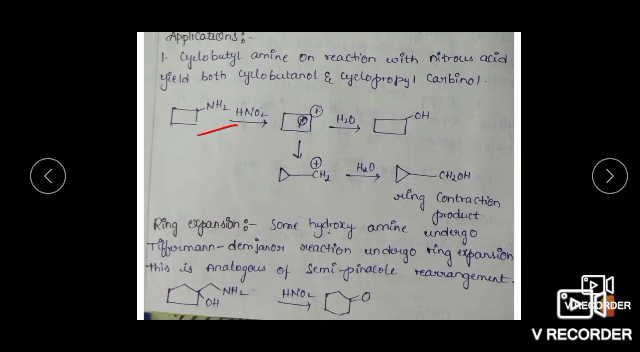 Applications:-
1. Cyclobutyl amine on reaction with nitrous acid
yield both cyclobutanol & cyclopropyl carbinol.
NH2 HNO2 + H2O OH
+ CH2 H2O CH2OH
ring contraction
product
Ring expansion:- Some hydroxy amine undergo
Tiffermann-demjanov reaction undergo ring expansion
this is analogous of semi-pinacole rearrangement.
NH2 OH HNO2 O
V RECORDER
V RECORDER